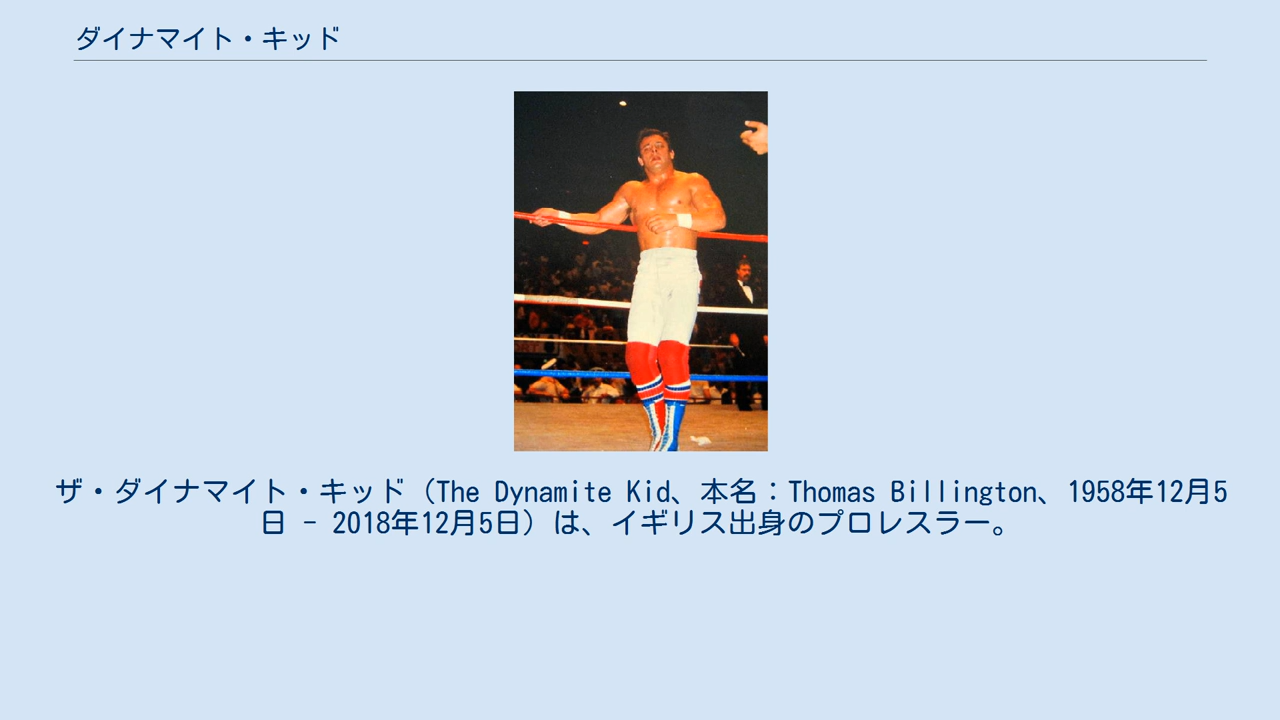 ダイナマイト・キッド
ザ・ダイナマイト・キッド（The Dynamite Kid、本名：Thomas Billington、1958年12月5
日 - 2018年12月5日）は、イギリス出身のプロレスラー。